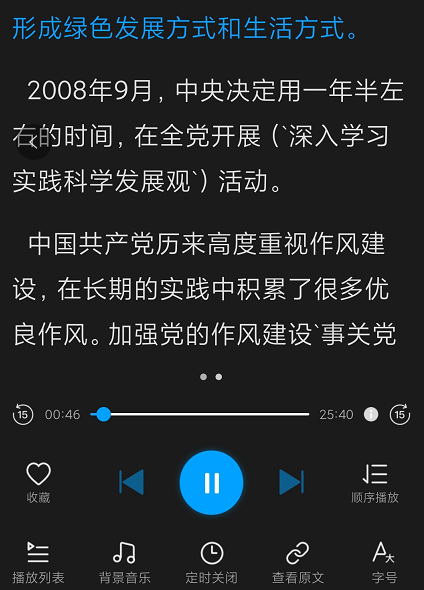 形成绿色发展方式和生活方式。
2008年9月，中央决定用一年半左
右的时间，在全党开展（`深入学习
实践科学发展观`）活动。
中国共产党历来高度重视作风建
设，在长期的实践中积累了很多优
良作风。加强党的作风建设`事关党
15 00:46 25:40 i 15
收藏 顺序播放
播放列表 背景音乐 定时关闭 查看原文 字号